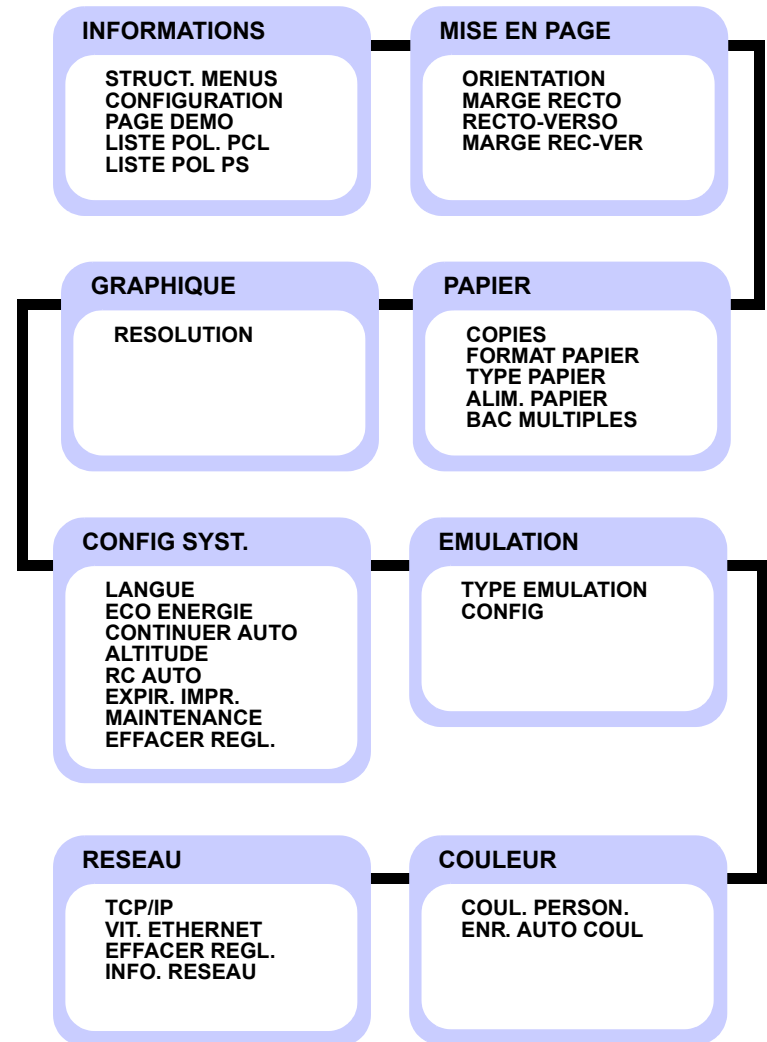 INFORMATIONS
STRUCT. MENUS
CONFIGURATION
PAGE DEMO
LISTE POL. PCL
LISTE POL PS
MISE EN PAGE
ORIENTATION
MARGE RECTO
RECTO-VERSO
MARGE REC-VER
GRAPHIQUE
RESOLUTION
PAPIER
COPIES
FORMAT PAPIER
TYPE PAPIER
ALIM. PAPIER
BAC MULTIPLES
CONFIG SYST.
LANGUE
ECO ENERGIE
CONTINUER AUTO
ALTITUDE
RC AUTO
EXPIR. IMPR.
MAINTENANCE
EFFACER REGL.
EMULATION
TYPE EMULATION
CONFIG
RESEAU
TCP/IP
VIT. ETHERNET
EFFACER REGL.
INFO. RESEAU
COULEUR
COUL. PERSON.
ENR. AUTO COUL